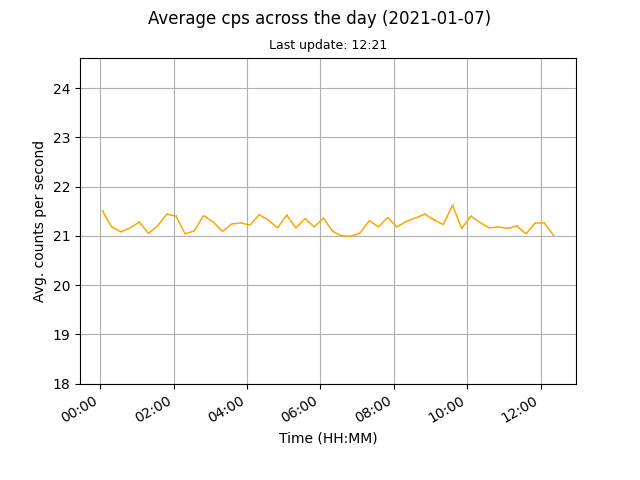 Average cps across the day (2021-01-07)
Last update: 12:21
24
23
22
21
20
19
18
Avg. counts per second
00:00 02:00 04:00 06:00 08:00 10:00 12:00
Time (HH:MM)